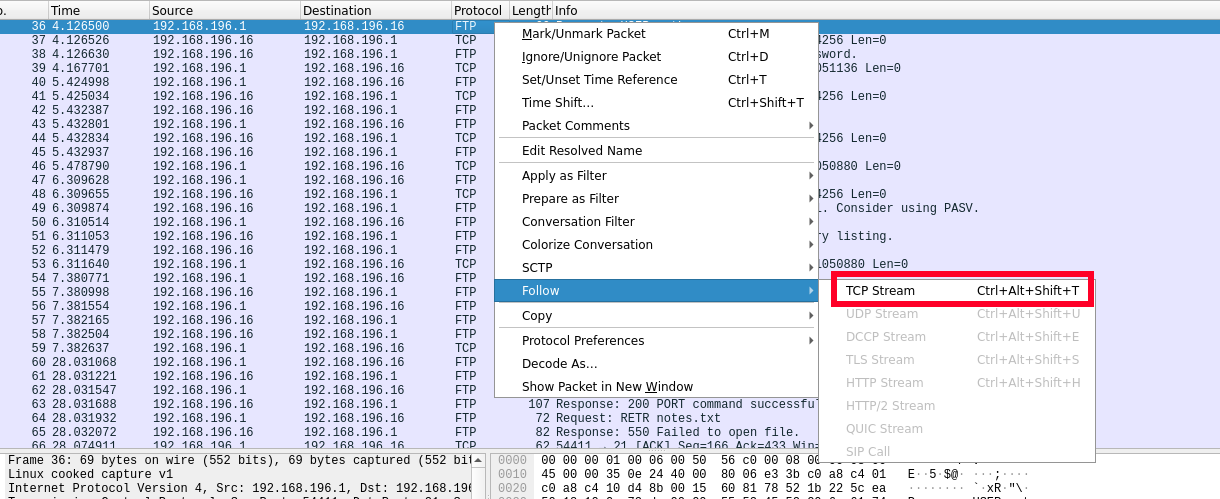 o. Time Source Destination Protocol Length Info
36 4.126500 192.168.196.1 192.168.196.16 FTP
37 4.126526 192.168.196.16 192.168.196.1 TCP 4256 Len=0
38 4.126630 192.168.196.16 192.168.196.1 FTP sword.
39 4.167701 192.168.196.1 192.168.196.16 TCP 051136 Len=0
40 5.424998 192.168.196.1 192.168.196.16 FTP
41 5.425034 192.168.196.16 192.168.196.1 TCP 4256 Len=0
42 5.432387 192.168.196.16 192.168.196.1 FTP
43 5.432801 192.168.196.1 192.168.196.16 FTP
44 5.432834 192.168.196.16 192.168.196.1 TCP 4256 Len=0
45 5.432937 192.168.196.16 192.168.196.1 FTP
46 5.478790 192.168.196.1 192.168.196.16 TCP 050880 Len=0
47 6.309628 192.168.196.1 192.168.196.16 FTP
48 6.309655 192.168.196.16 192.168.196.1 TCP 4256 Len=0
49 6.309874 192.168.196.16 192.168.196.1 FTP . Consider using PASV.
50 6.310514 192.168.196.1 192.168.196.16 FTP
51 6.311053 192.168.196.16 192.168.196.1 FTP ry listing.
52 6.311479 192.168.196.16 192.168.196.1 FTP
53 6.311640 192.168.196.1 192.168.196.16 TCP 1050880 Len=0
54 7.380771 192.168.196.1 192.168.196.16 FTP
55 7.380998 192.168.196.16 192.168.196.1 FTP
56 7.381554 192.168.196.1 192.168.196.16 FTP
57 7.382165 192.168.196.16 192.168.196.1 FTP
58 7.382504 192.168.196.16 192.168.196.1 FTP
59 7.382637 192.168.196.1 192.168.196.16 TCP
60 28.031068 192.168.196.1 192.168.196.16 FTP
61 28.031221 192.168.196.16 192.168.196.1 FTP
62 28.031547 192.168.196.1 192.168.196.16 FTP
63 28.031688 192.168.196.16 192.168.196.1 FTP 107 Response: 200 PORT command successfu
64 28.031932 192.168.196.1 192.168.196.16 FTP 72 Request: RETR notes.txt
65 28.032072 192.168.196.16 192.168.196.1 FTP 82 Response: 550 Failed to open file.
66 28.074911 192.168.196.1 192.168.196.16 TCP 62 54411 → 21 [ACK] Seq=166 Ack=433 Win=
Mark/Unmark Packet Ctrl+M
Ignore/Unignore Packet Ctrl+D
Set/Unset Time Reference Ctrl+T
Time Shift… Ctrl+Shift+T
Packet Comments
Edit Resolved Name
Apply as Filter
Prepare as Filter
Conversation Filter
Colorize Conversation
SCTP
Follow
Copy
Protocol Preferences
Decode As…
Show Packet in New Window
TCP Stream Ctrl+Alt+Shift+T
UDP Stream Ctrl+Alt+Shift+U
DCCP Stream Ctrl+Alt+Shift+E
TLS Stream Ctrl+Alt+Shift+S
HTTP Stream Ctrl+Alt+Shift+H
HTTP/2 Stream
QUIC Stream
SIP Call
Frame 36: 69 bytes on wire (552 bits), 69 bytes captured (552 bit
Linux cooked capture v1
Internet Protocol Version 4, Src: 192.168.196.1, Dst: 192.168.196
0000 00 00 00 01 00 06 00 50 56 c0 00 08 00
0010 45 00 00 35 0e 24 40 00 80 06 e3 3b c0 a8 c4 01 E··5·$@· ···;····
0020 c0 a8 c4 10 d4 8b 00 15 60 81 78 52 1b 22 5c ea ········ `·xR·"\·